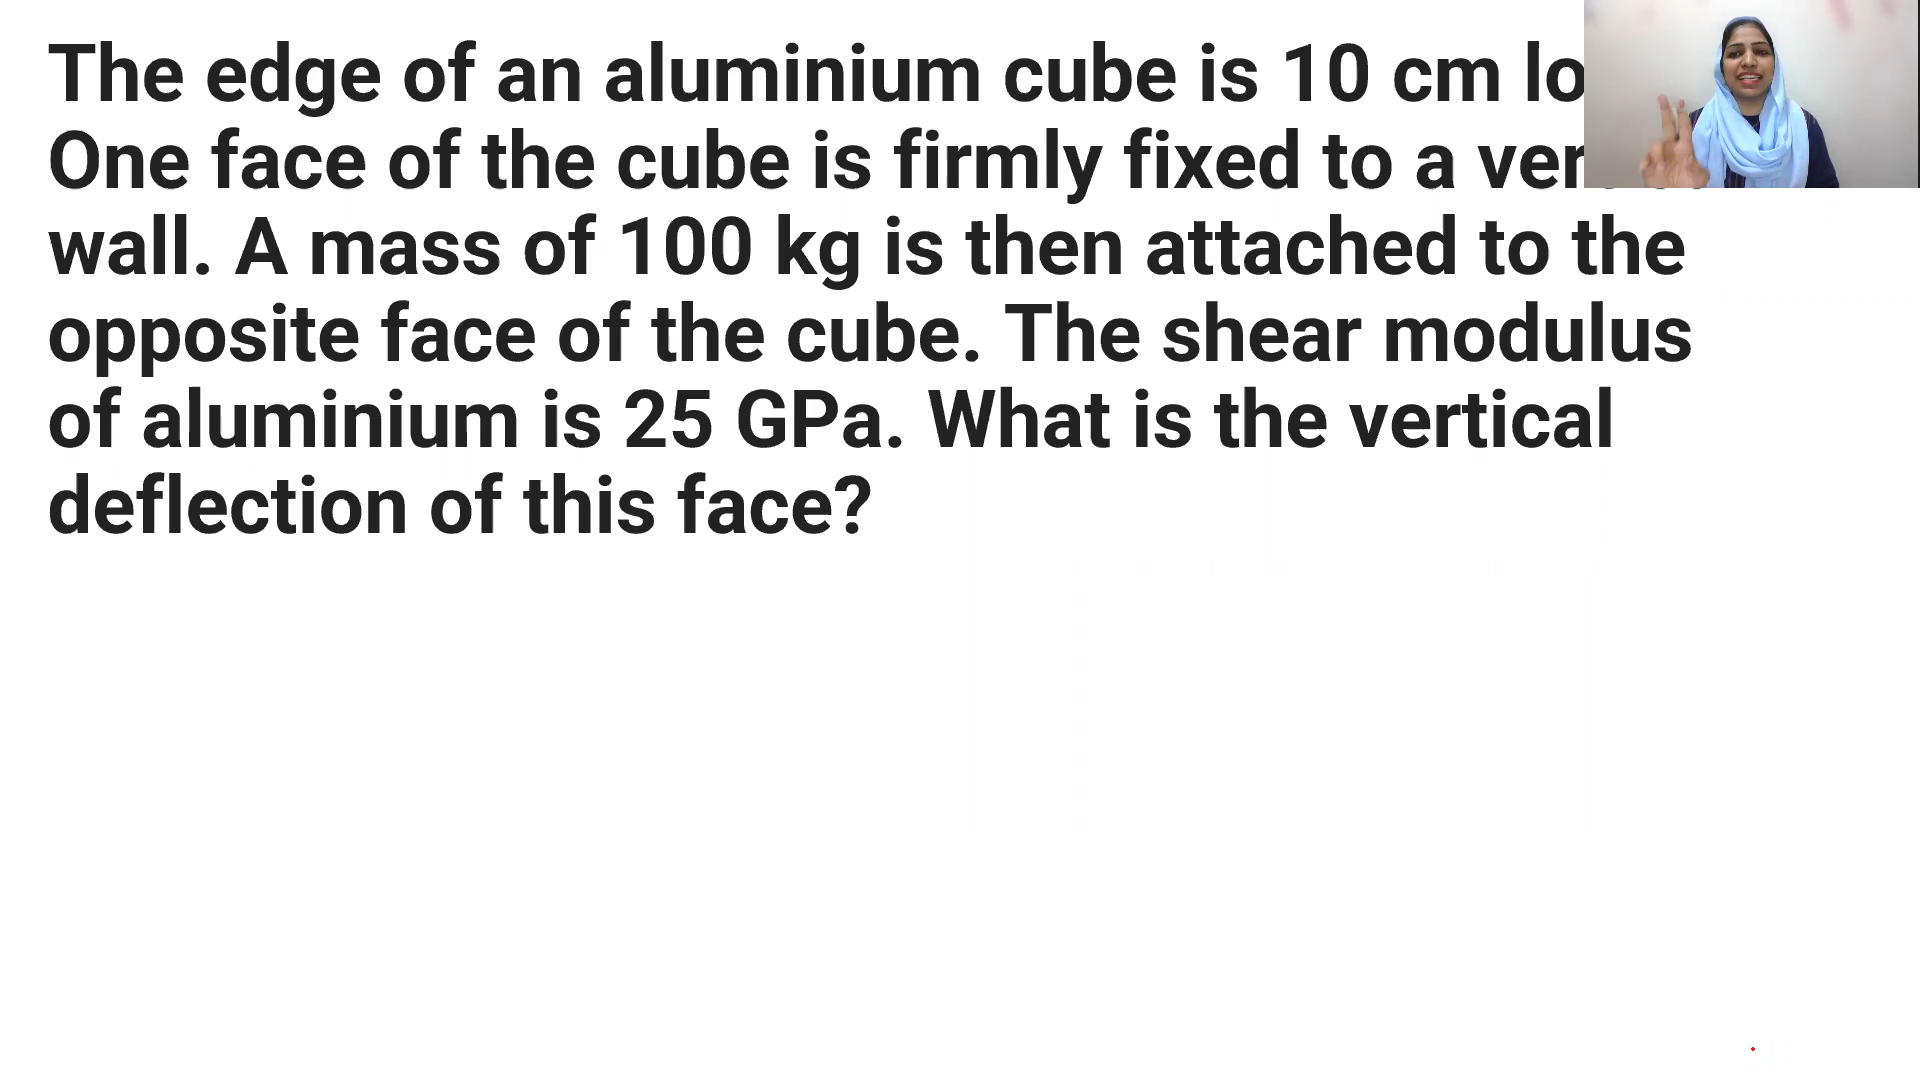 The edge of an aluminium cube is 10 cm
One face of the cube is firmly fixed to a
wall. A mass of 100 kg is then attached to the
opposite face of the cube. The shear modulus
of aluminium is 25 GPa. What is the vertical
deflection of this face?